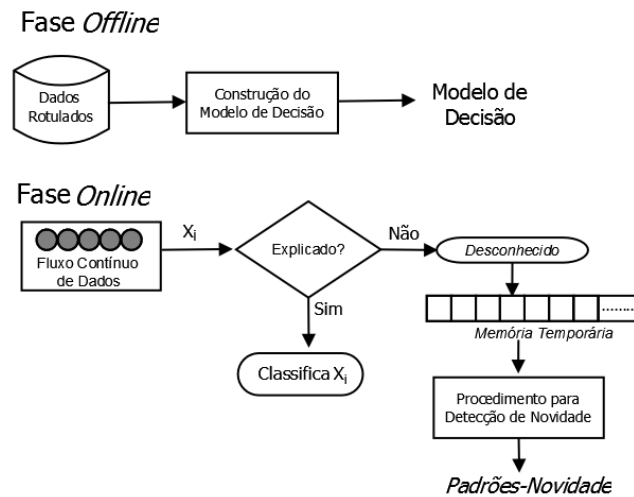 Fase Offline
Dados
Rotulados
Construção do
Modelo de Decisão
Modelo de
Decisão
Fase Online
Fluxo Contínuo
de Dados
Xi
Explicado?
Não
Desconhecido
Sim
Classifica Xi
Memória Temporária
Procedimento para
Detecção de Novidade
Padrões-Novidade